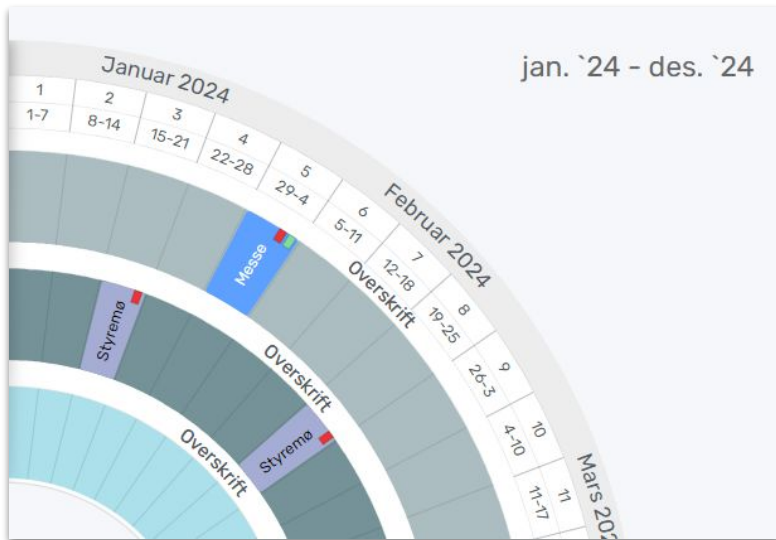 jan. `24 - des. `24
Januar 2024
Februar 2024
Mars 202
1
2
3
4
5
6
7
8
9
10
11
1-7
8-14
15-21
22-28
29-4
5-11
12-18
19-25
26-3
4-10
11-17
Overskrift
Messe
Overskrift
Styremø
Styremø
Overskrift